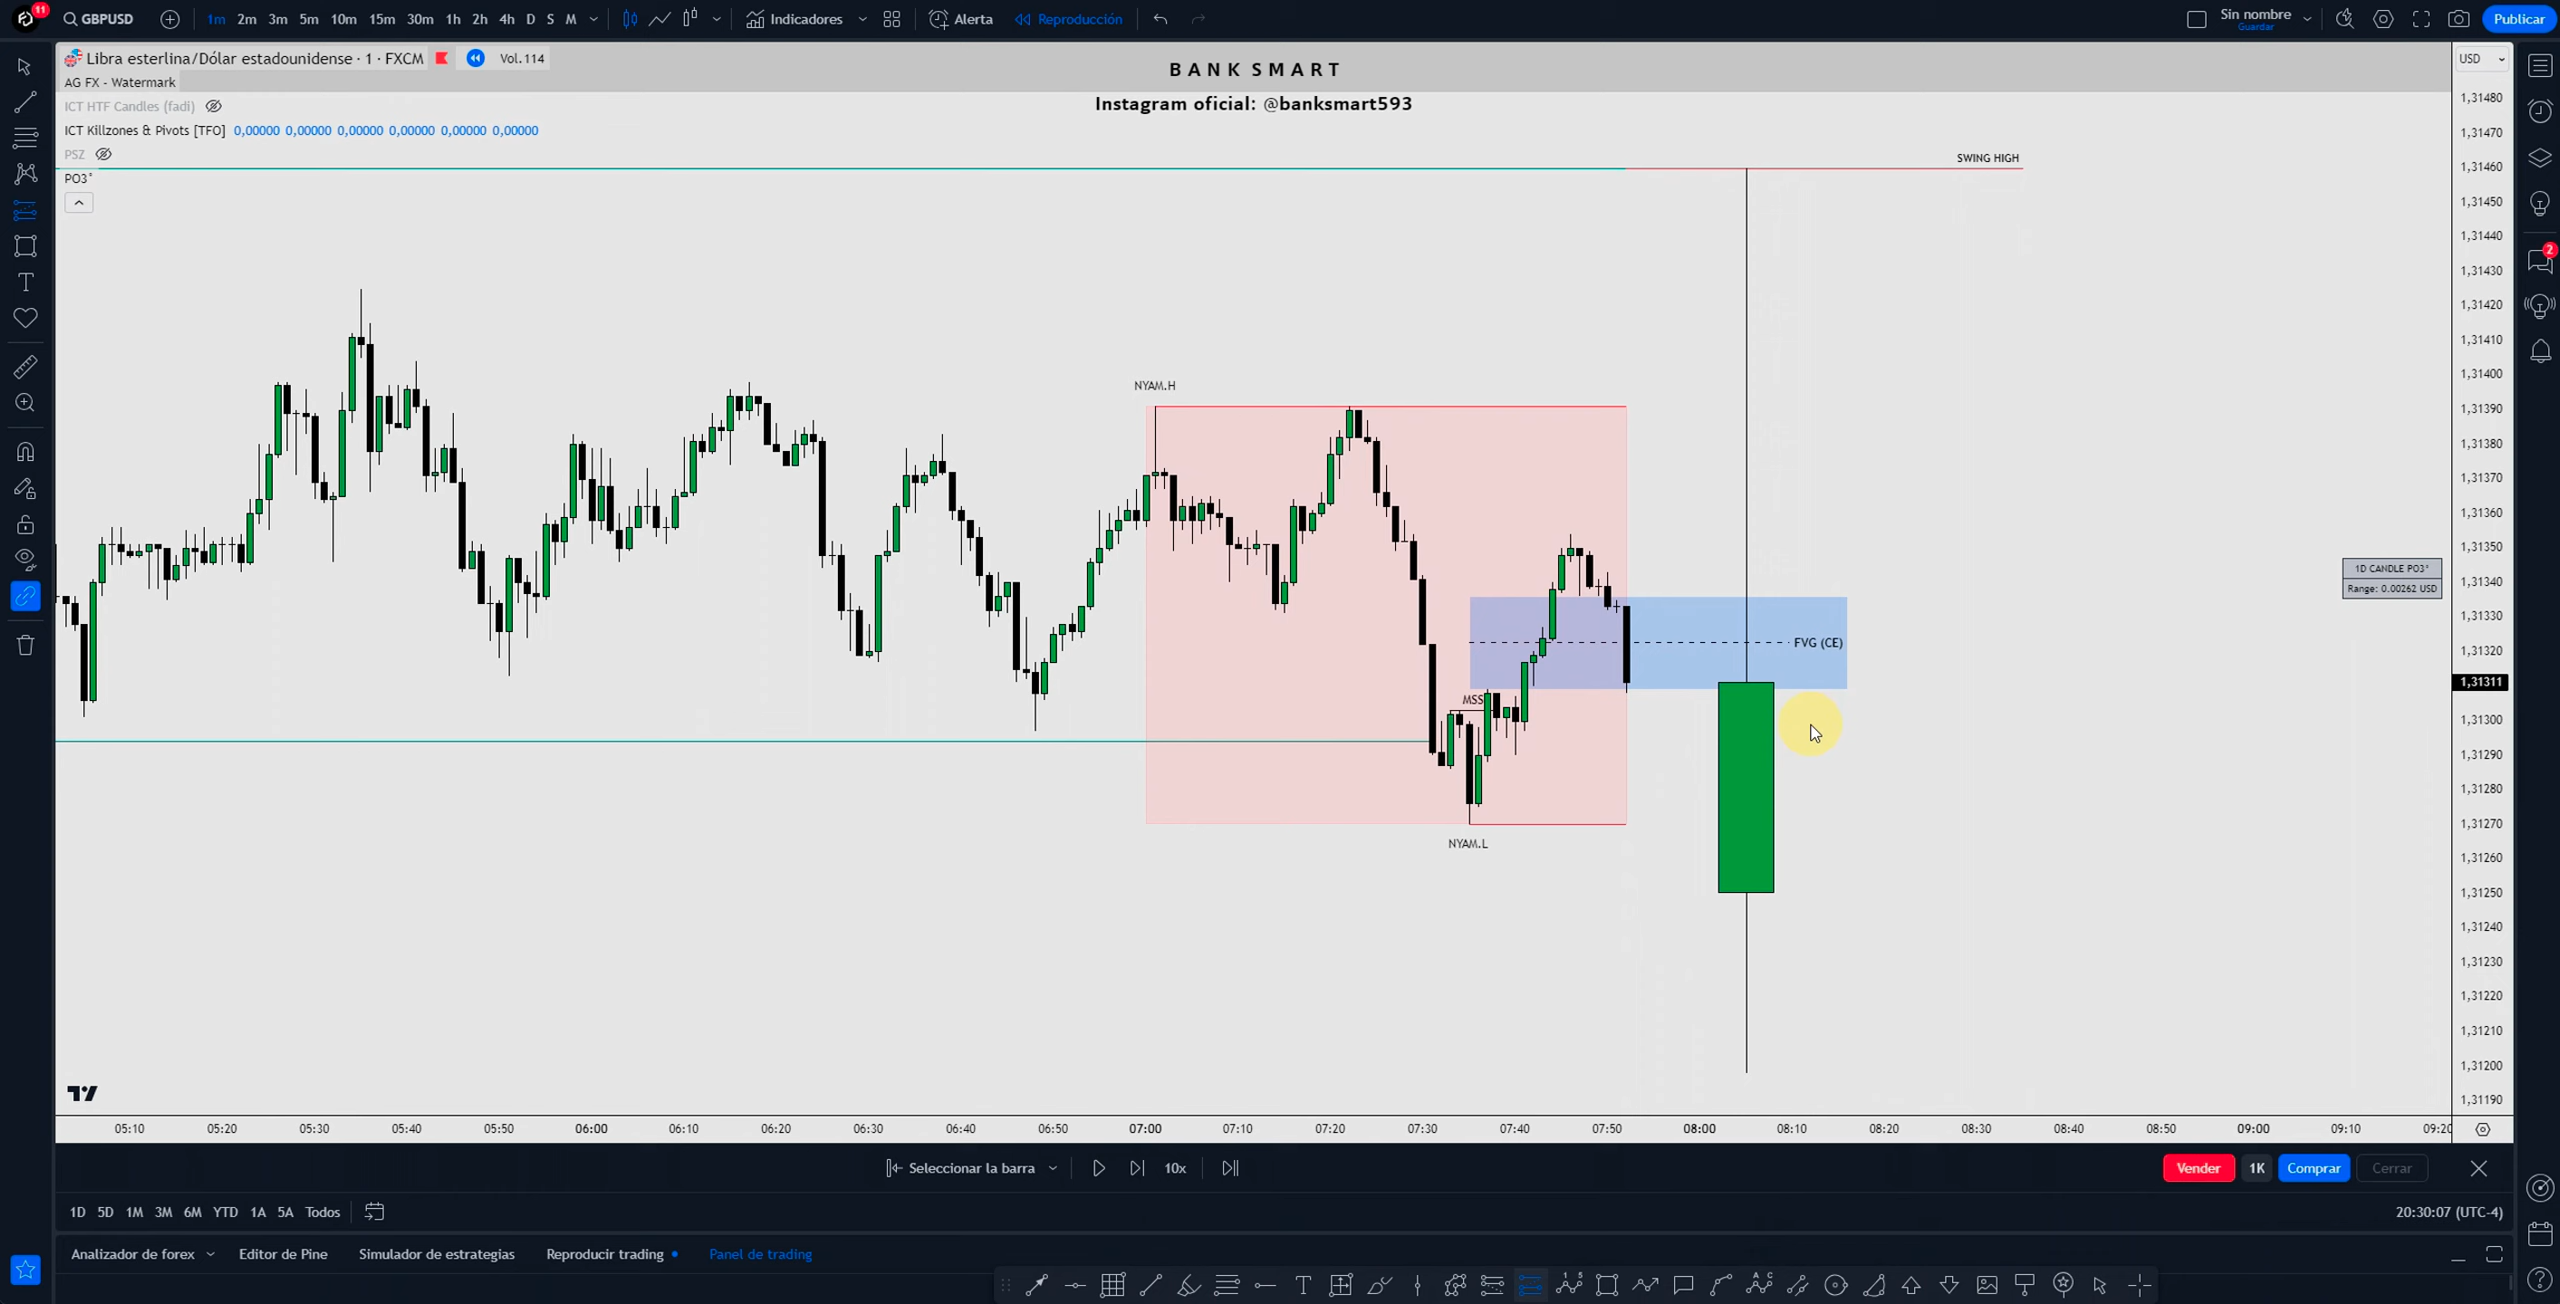 11
GBPUSD
1m 2m 3m 5m 10m 15m 30m 1h 2h 4h D S M
Indicadores
Alerta
Reproducción
Sin nombre
Guardar
Publicar
Libra esterlina/Dólar estadounidense · 1 · FXCM
Vol. 114
USD
AG FX - Watermark
ICT HTF Candles (fadi)
ICT Killzones & Pivots [TFO] 0,00000 0,00000 0,00000 0,00000 0,00000 0,00000
PSZ
PO3°
BANK SMART
Instagram oficial: @banksmart593
SWING HIGH
NYAM.H
FVG (CE)
MSS
NYAM.L
1D CANDLE PO3°
Range: 0.00262 USD
1,31480
1,31470
1,31460
1,31450
1,31440
1,31430
1,31420
1,31410
1,31400
1,31390
1,31380
1,31370
1,31360
1,31350
1,31340
1,31330
1,31320
1,31311
1,31300
1,31290
1,31280
1,31270
1,31260
1,31250
1,31240
1,31230
1,31220
1,31210
1,31200
1,31190
2
05:10 05:20 05:30 05:40 05:50 06:00 06:10 06:20 06:30 06:40 06:50 07:00 07:10 07:20 07:30 07:40 07:50 08:00 08:10 08:20 08:30 08:40 08:50 09:00 09:10 09:20
Seleccionar la barra
10x
Vender
1K
Comprar
Cerrar
1D 5D 1M 3M 6M YTD 1A 5A Todos
20:30:07 (UTC-4)
Analizador de forex
Editor de Pine
Simulador de estrategias
Reproducir trading
Panel de trading